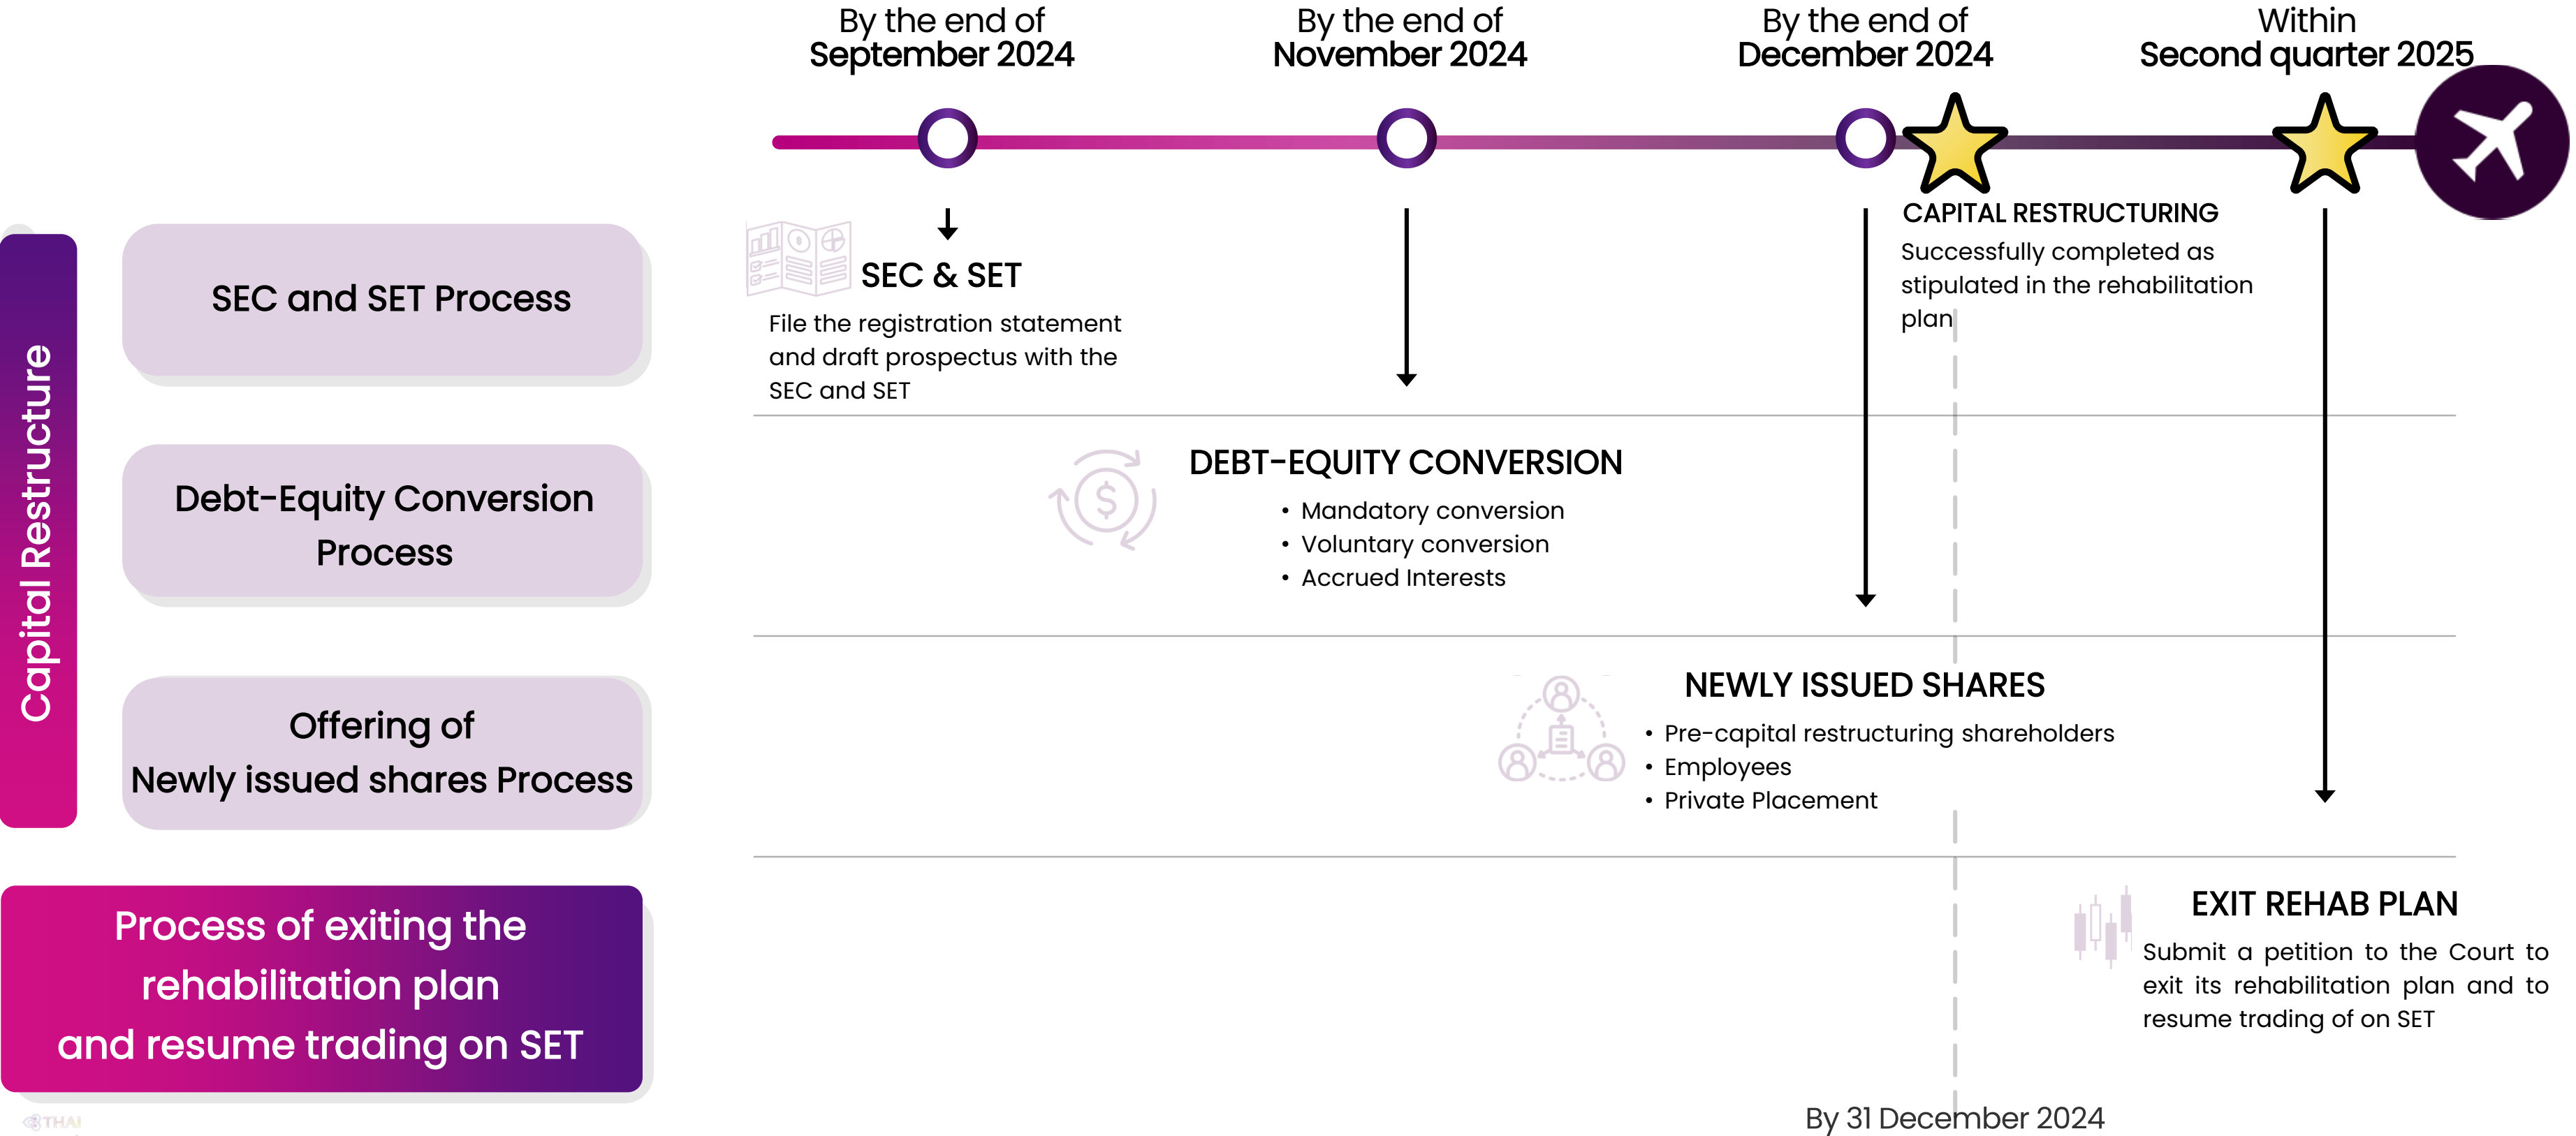 By the end of
September 2024
By the end of
November 2024
By the end of
December 2024
Within
Second quarter 2025
Capital Restructure
SEC and SET Process
SEC & SET
File the registration statement
and draft prospectus with the
SEC and SET
CAPITAL RESTRUCTURING
Successfully completed as
stipulated in the rehabilitation
plan
Debt-Equity Conversion
Process
DEBT-EQUITY CONVERSION
• Mandatory conversion
• Voluntary conversion
• Accrued Interests
Offering of
Newly issued shares Process
NEWLY ISSUED SHARES
• Pre-capital restructuring shareholders
• Employees
• Private Placement
Process of exiting the
rehabilitation plan
and resume trading on SET
EXIT REHAB PLAN
Submit a petition to the Court to
exit its rehabilitation plan and to
resume trading of on SET
By 31 December 2024
THAI